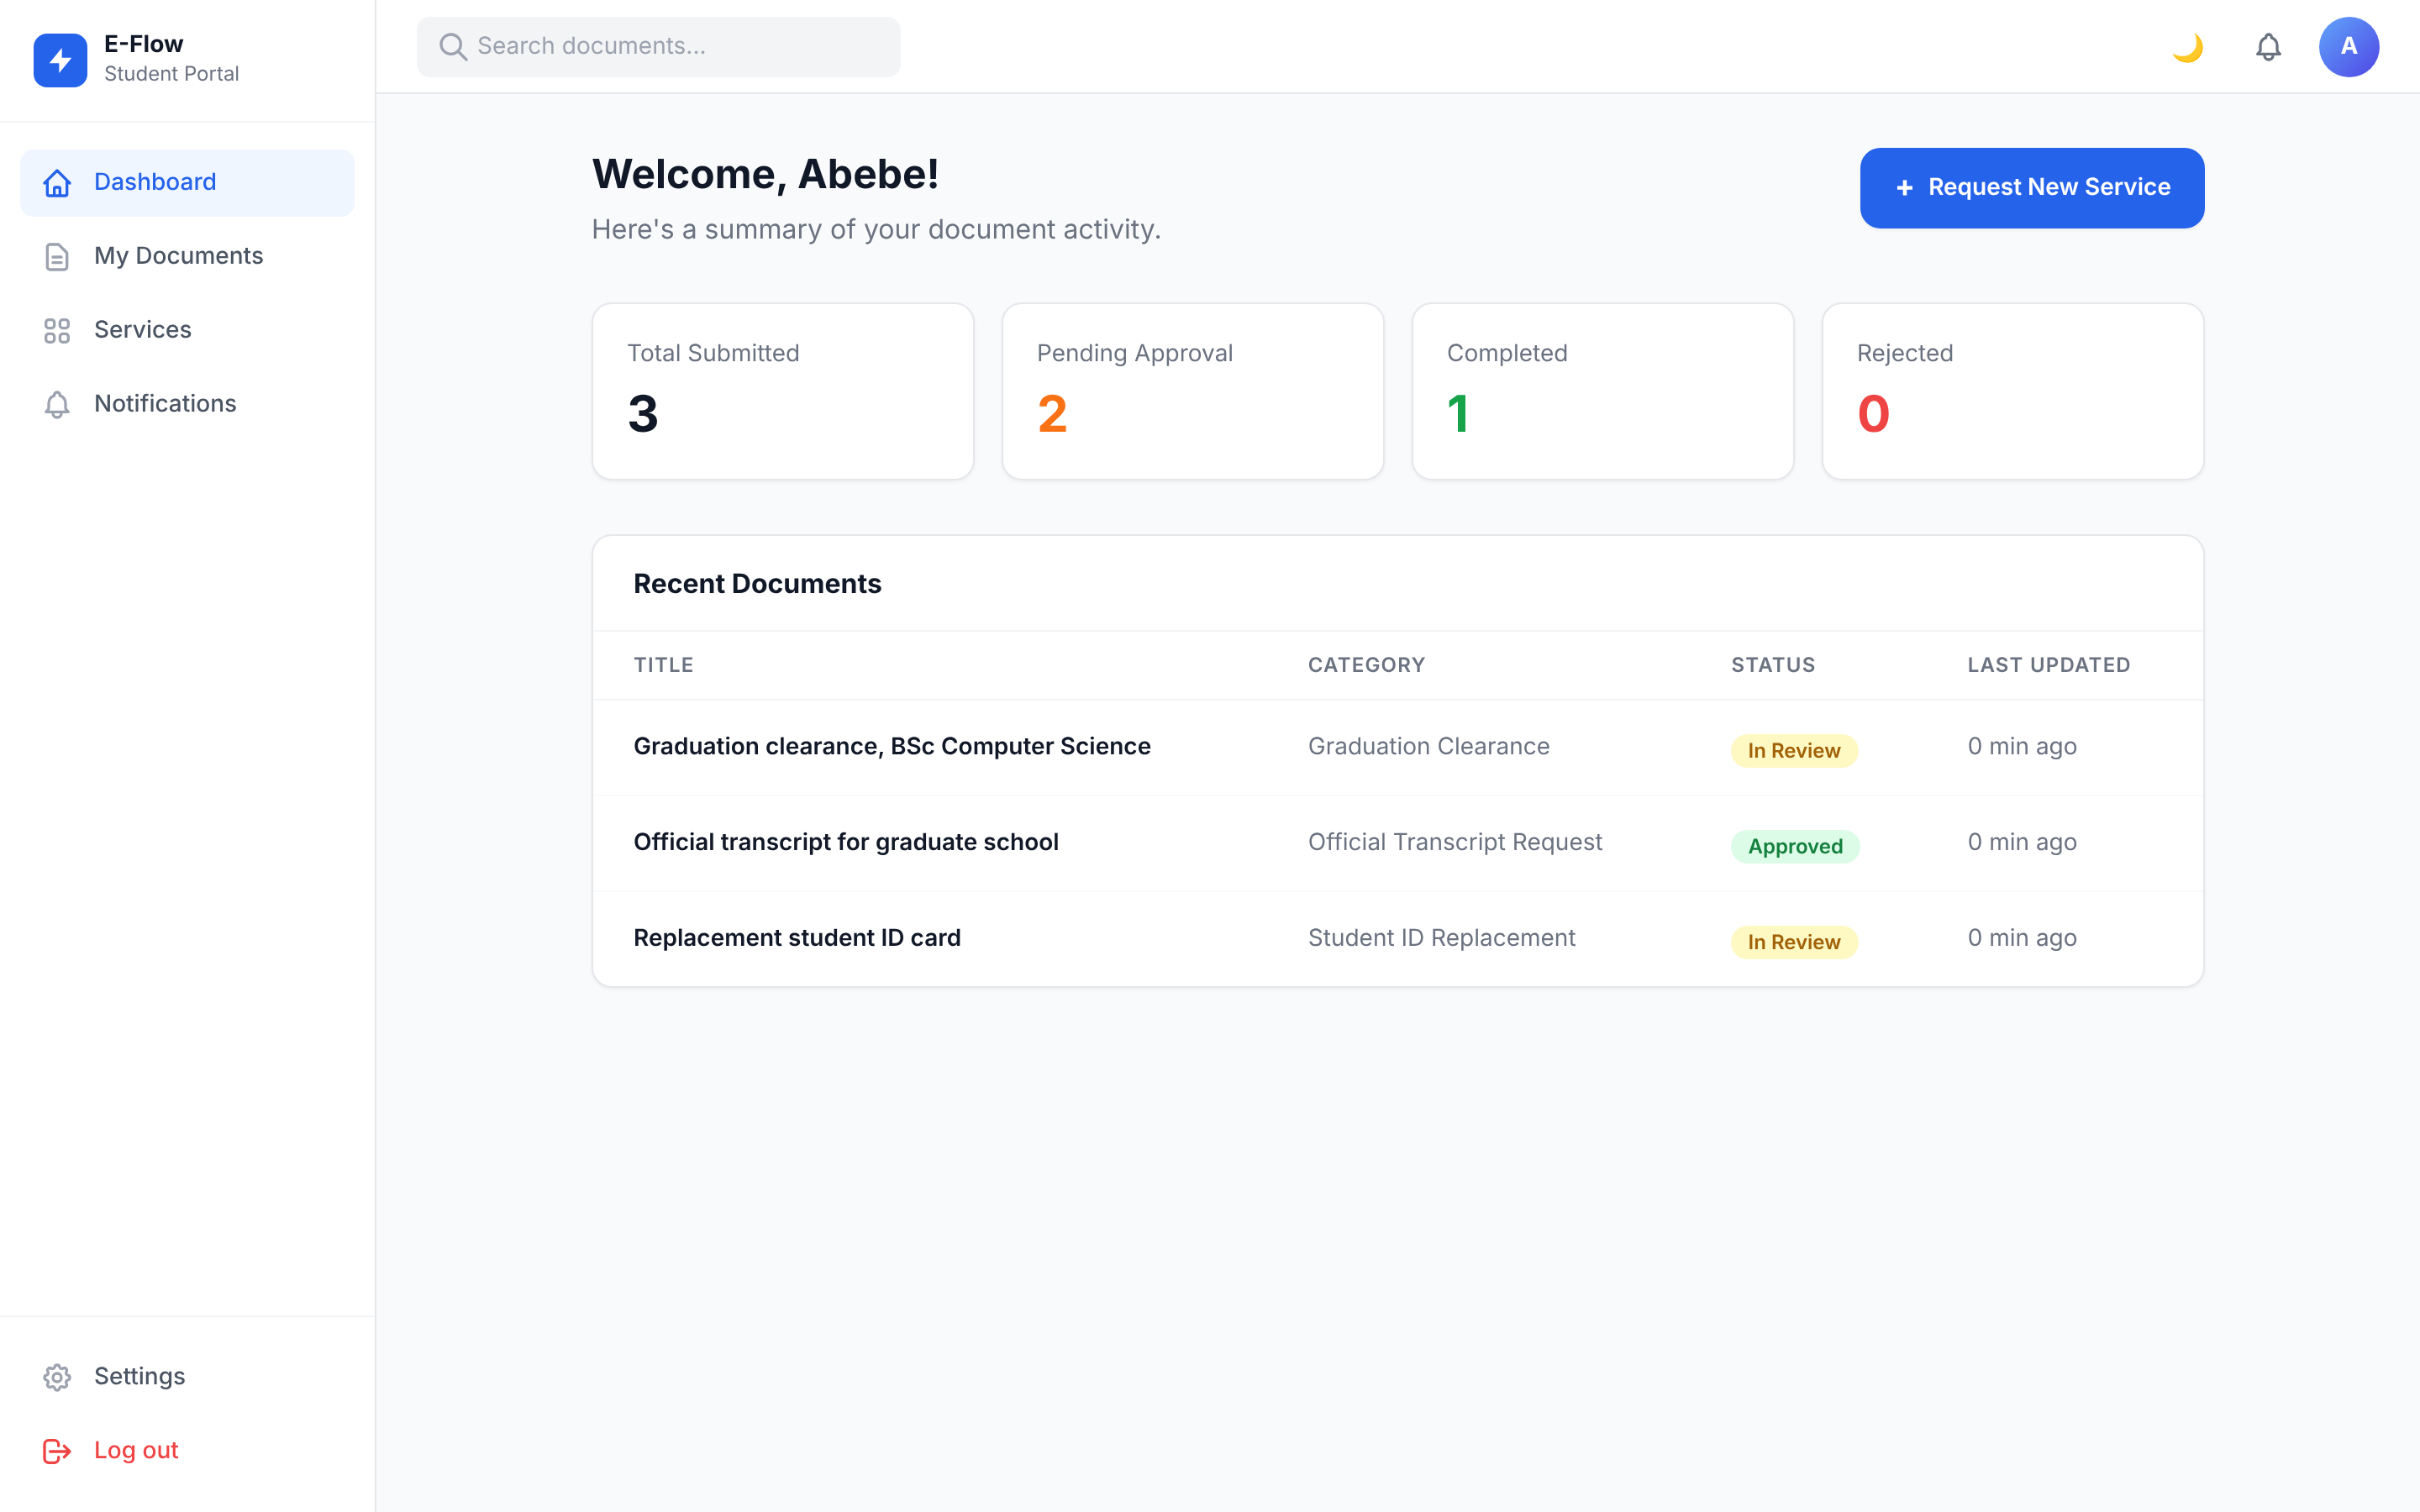 E-Flow
Student Portal
Search documents...
A
Dashboard
My Documents
Services
Notifications
Settings
Log out
Welcome, Abebe!
Here's a summary of your document activity.
+ Request New Service
Total Submitted
3
Pending Approval
2
Completed
1
Rejected
0
Recent Documents
TITLE CATEGORY STATUS LAST UPDATED
Graduation clearance, BSc Computer Science Graduation Clearance In Review 0 min ago
Official transcript for graduate school Official Transcript Request Approved 0 min ago
Replacement student ID card Student ID Replacement In Review 0 min ago